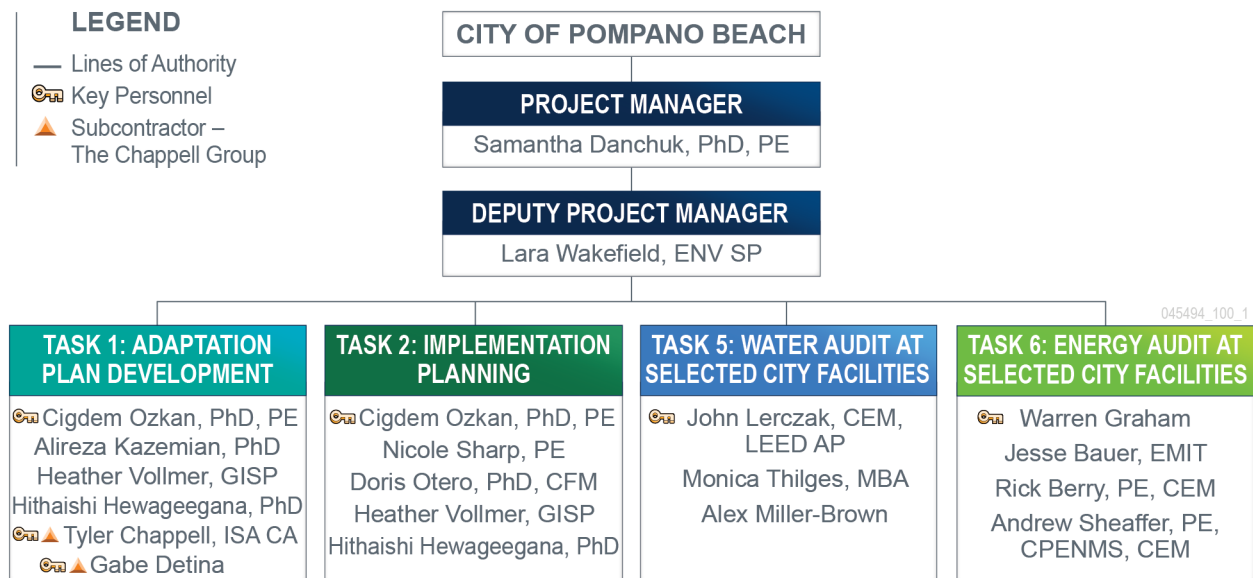 LEGEND
Lines of Authority
Key Personnel
Subcontractor –
The Chappell Group
CITY OF POMPANO BEACH
PROJECT MANAGER
Samantha Danchuk, PhD, PE
DEPUTY PROJECT MANAGER
Lara Wakefield, ENV SP
045494_100_1
TASK 1: ADAPTATION
PLAN DEVELOPMENT
Cigdem Ozkan, PhD, PE
Alireza Kazemian, PhD
Heather Vollmer, GISP
Hithaishi Hewageegana, PhD
Tyler Chappell, ISA CA
Gabe Detina
TASK 2: IMPLEMENTATION
PLANNING
Cigdem Ozkan, PhD, PE
Nicole Sharp, PE
Doris Otero, PhD, CFM
Heather Vollmer, GISP
Hithaishi Hewageegana, PhD
TASK 5: WATER AUDIT AT
SELECTED CITY FACILITIES
John Lerczak, CEM,
LEED AP
Monica Thilges, MBA
Alex Miller-Brown
TASK 6: ENERGY AUDIT AT
SELECTED CITY FACILITIES
Warren Graham
Jesse Bauer, EMIT
Rick Berry, PE, CEM
Andrew Sheaffer, PE,
CPENMS, CEM